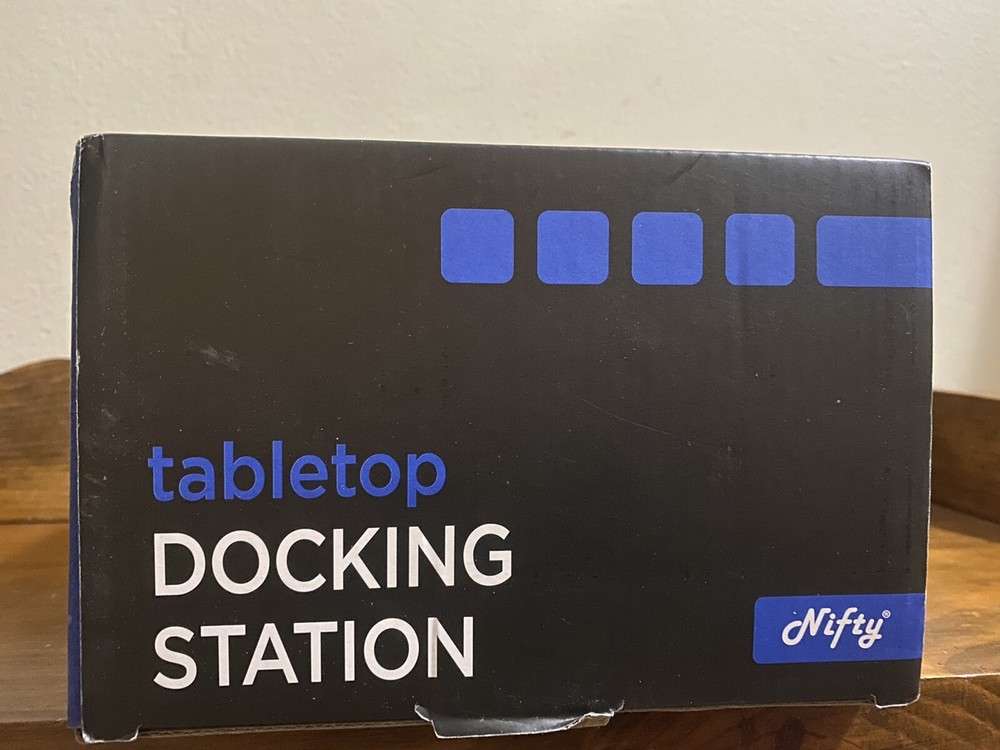 tabletop
DOCKING
STATION
Nifty®